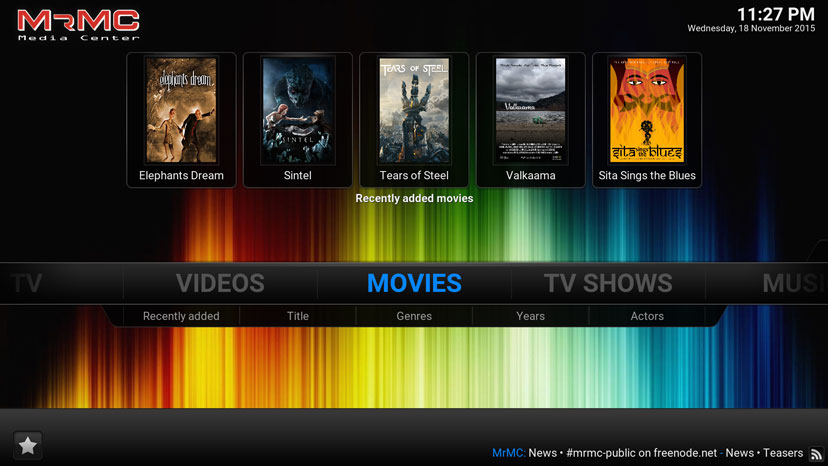 MrMC
Media Center
11:27 PM
Wednesday, 18 November 2015
elephants dream
SINTEL
TEARS OF STEEL
Valkaama
sita sings the blues
Elephants Dream
Sintel
Tears of Steel
Valkaama
Sita Sings the Blues
Recently added movies
TV
VIDEOS
MOVIES
TV SHOWS
MUSI
Recently added
Title
Genres
Years
Actors
MrMC: News • #mrmc-public on freenode.net - News • Teasers